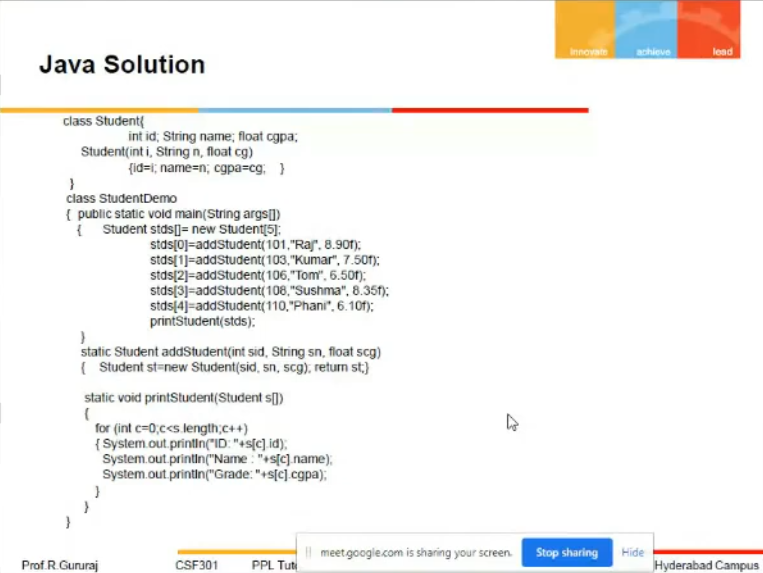 innovate achieve lead
Java Solution
class Student{
int id; String name; float cgpa;
Student(int i, String n, float cg)
{id=i; name=n; cgpa=cg; }
}
class StudentDemo
{ public static void main(String args[])
{ Student stds[]= new Student[5];
stds[0]=addStudent(101,"Raj", 8.90f);
stds[1]=addStudent(103,"Kumar", 7.50f);
stds[2]=addStudent(106,"Tom", 6.50f);
stds[3]=addStudent(108,"Sushma", 8.35f);
stds[4]=addStudent(110,"Phani", 6.10f);
printStudent(stds);
}
static Student addStudent(int sid, String sn, float scg)
{ Student st=new Student(sid, sn, scg); return st;}
static void printStudent(Student s[])
{
for (int c=0;c<s.length;c++)
{ System.out.println("ID: "+s[c].id);
System.out.println("Name : "+s[c].name);
System.out.println("Grade: "+s[c].cgpa);
}
}
}
meet.google.com is sharing your screen. Stop sharing Hide
Prof.R.Gururaj CSF301 PPL Tut Hyderabad Campus